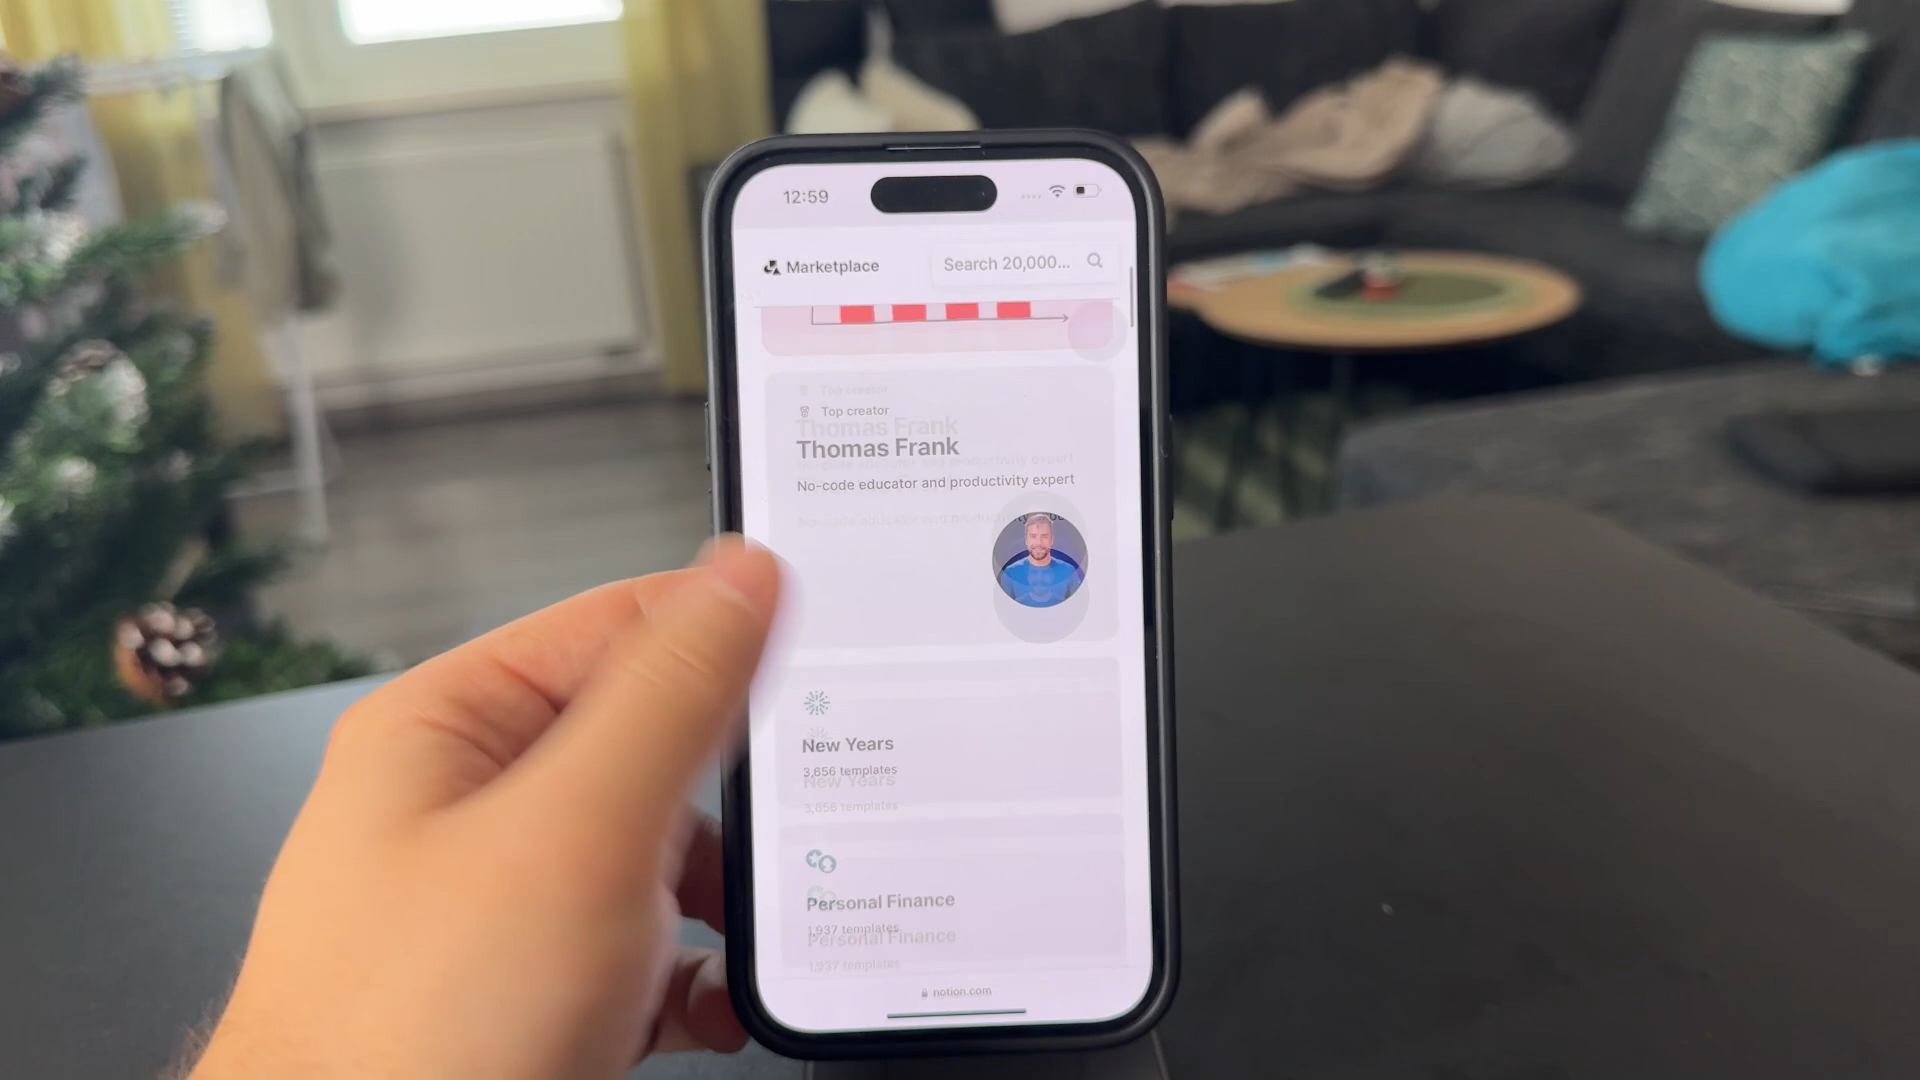 12:59
Marketplace
Search 20,000...
Top creator
Thomas Frank
No-code educator and productivity expert
New Years
3,656 templates
Personal Finance
1,937 templates
notion.com